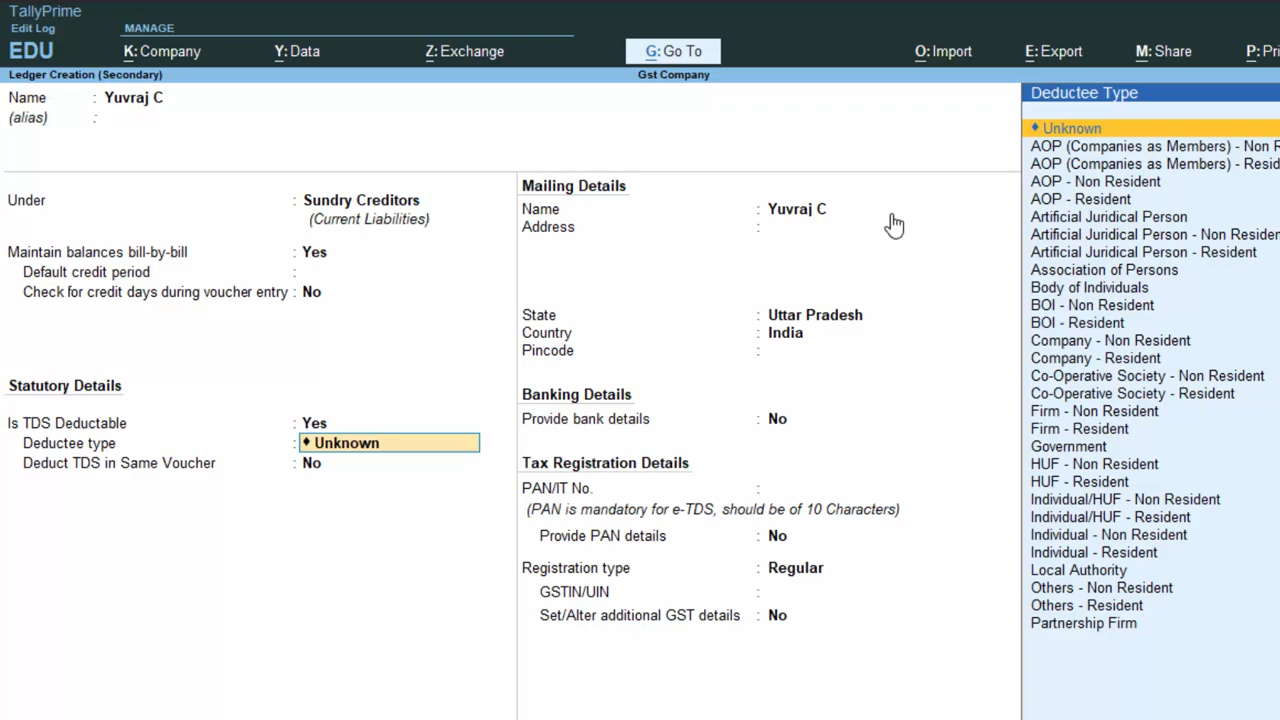 TallyPrime
Edit Log
MANAGE
EDU
K: Company
Y: Data
Z: Exchange
G: Go To
O: Import
E: Export
M: Share
P: Pri
Ledger Creation (Secondary)
Gst Company
Name : Yuvraj C
(alias) :
Under : Sundry Creditors
(Current Liabilities)
Maintain balances bill-by-bill : Yes
Default credit period :
Check for credit days during voucher entry : No
Statutory Details
Is TDS Deductable : Yes
Deductee type : ♦ Unknown
Deduct TDS in Same Voucher : No
Mailing Details
Name : Yuvraj C
Address :
State : Uttar Pradesh
Country : India
Pincode :
Banking Details
Provide bank details : No
Tax Registration Details
PAN/IT No. :
(PAN is mandatory for e-TDS, should be of 10 Characters)
Provide PAN details : No
Registration type : Regular
GSTIN/UIN :
Set/Alter additional GST details : No
Deductee Type
♦ Unknown
AOP (Companies as Members) - Non R
AOP (Companies as Members) - Resid
AOP - Non Resident
AOP - Resident
Artificial Juridical Person
Artificial Juridical Person - Non Residen
Artificial Juridical Person - Resident
Association of Persons
Body of Individuals
BOI - Non Resident
BOI - Resident
Company - Non Resident
Company - Resident
Co-Operative Society - Non Resident
Co-Operative Society - Resident
Firm - Non Resident
Firm - Resident
Government
HUF - Non Resident
HUF - Resident
Individual/HUF - Non Resident
Individual/HUF - Resident
Individual - Non Resident
Individual - Resident
Local Authority
Others - Non Resident
Others - Resident
Partnership Firm